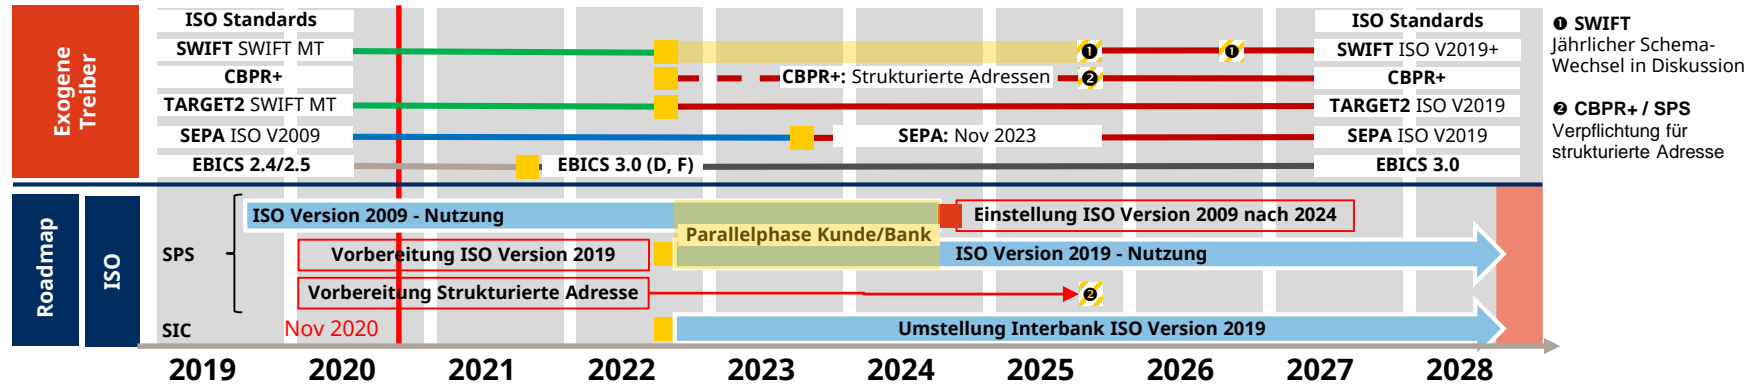 Exogene
Treiber
ISO Standards
ISO Standards
SWIFT SWIFT MT
❶
❶
SWIFT ISO V2019+
CBPR+
CBPR+: Strukturierte Adressen
❷
CBPR+
TARGET2 SWIFT MT
TARGET2 ISO V2019
SEPA ISO V2009
SEPA: Nov 2023
SEPA ISO V2019
EBICS 2.4/2.5
EBICS 3.0 (D, F)
EBICS 3.0
❶ SWIFT
Jährlicher Schema-
Wechsel in Diskussion
❷ CBPR+ / SPS
Verpflichtung für
strukturierte Adresse
Roadmap
ISO
SPS
ISO Version 2009 - Nutzung
Einstellung ISO Version 2009 nach 2024
Parallelphase Kunde/Bank
Vorbereitung ISO Version 2019
ISO Version 2019 - Nutzung
Vorbereitung Strukturierte Adresse
❷
SIC
Nov 2020
Umstellung Interbank ISO Version 2019
2019 2020 2021 2022 2023 2024 2025 2026 2027 2028